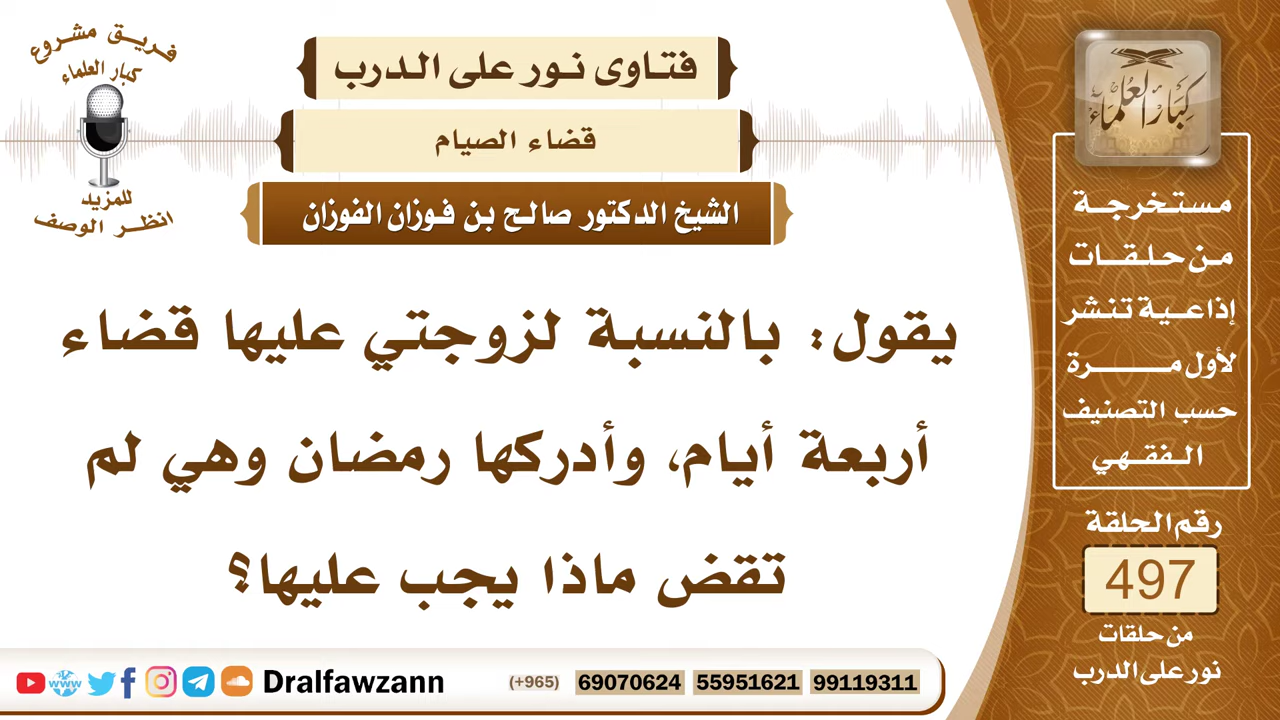 فريق مشروع
كبار العلماء
للمزيد
انظر الوصف
فتاوى نور على الدرب
قضاء الصيام
الشيخ الدكتور صالح بن فوزان الفوزان
يقول: بالنسبة لزوجتي عليها قضاء
أربعة أيام، وأدركها رمضان وهي لم
تقض ماذا يجب عليها؟
كبار العلماء
مستخرجة
من حلقات
إذاعية تنشر
لأول مرة
حسب التصنيف
الفقهي
رقم الحلقة
497
من حلقات
نور على الدرب
www Dralfawzann (+965) 69070624 55951621 99119311